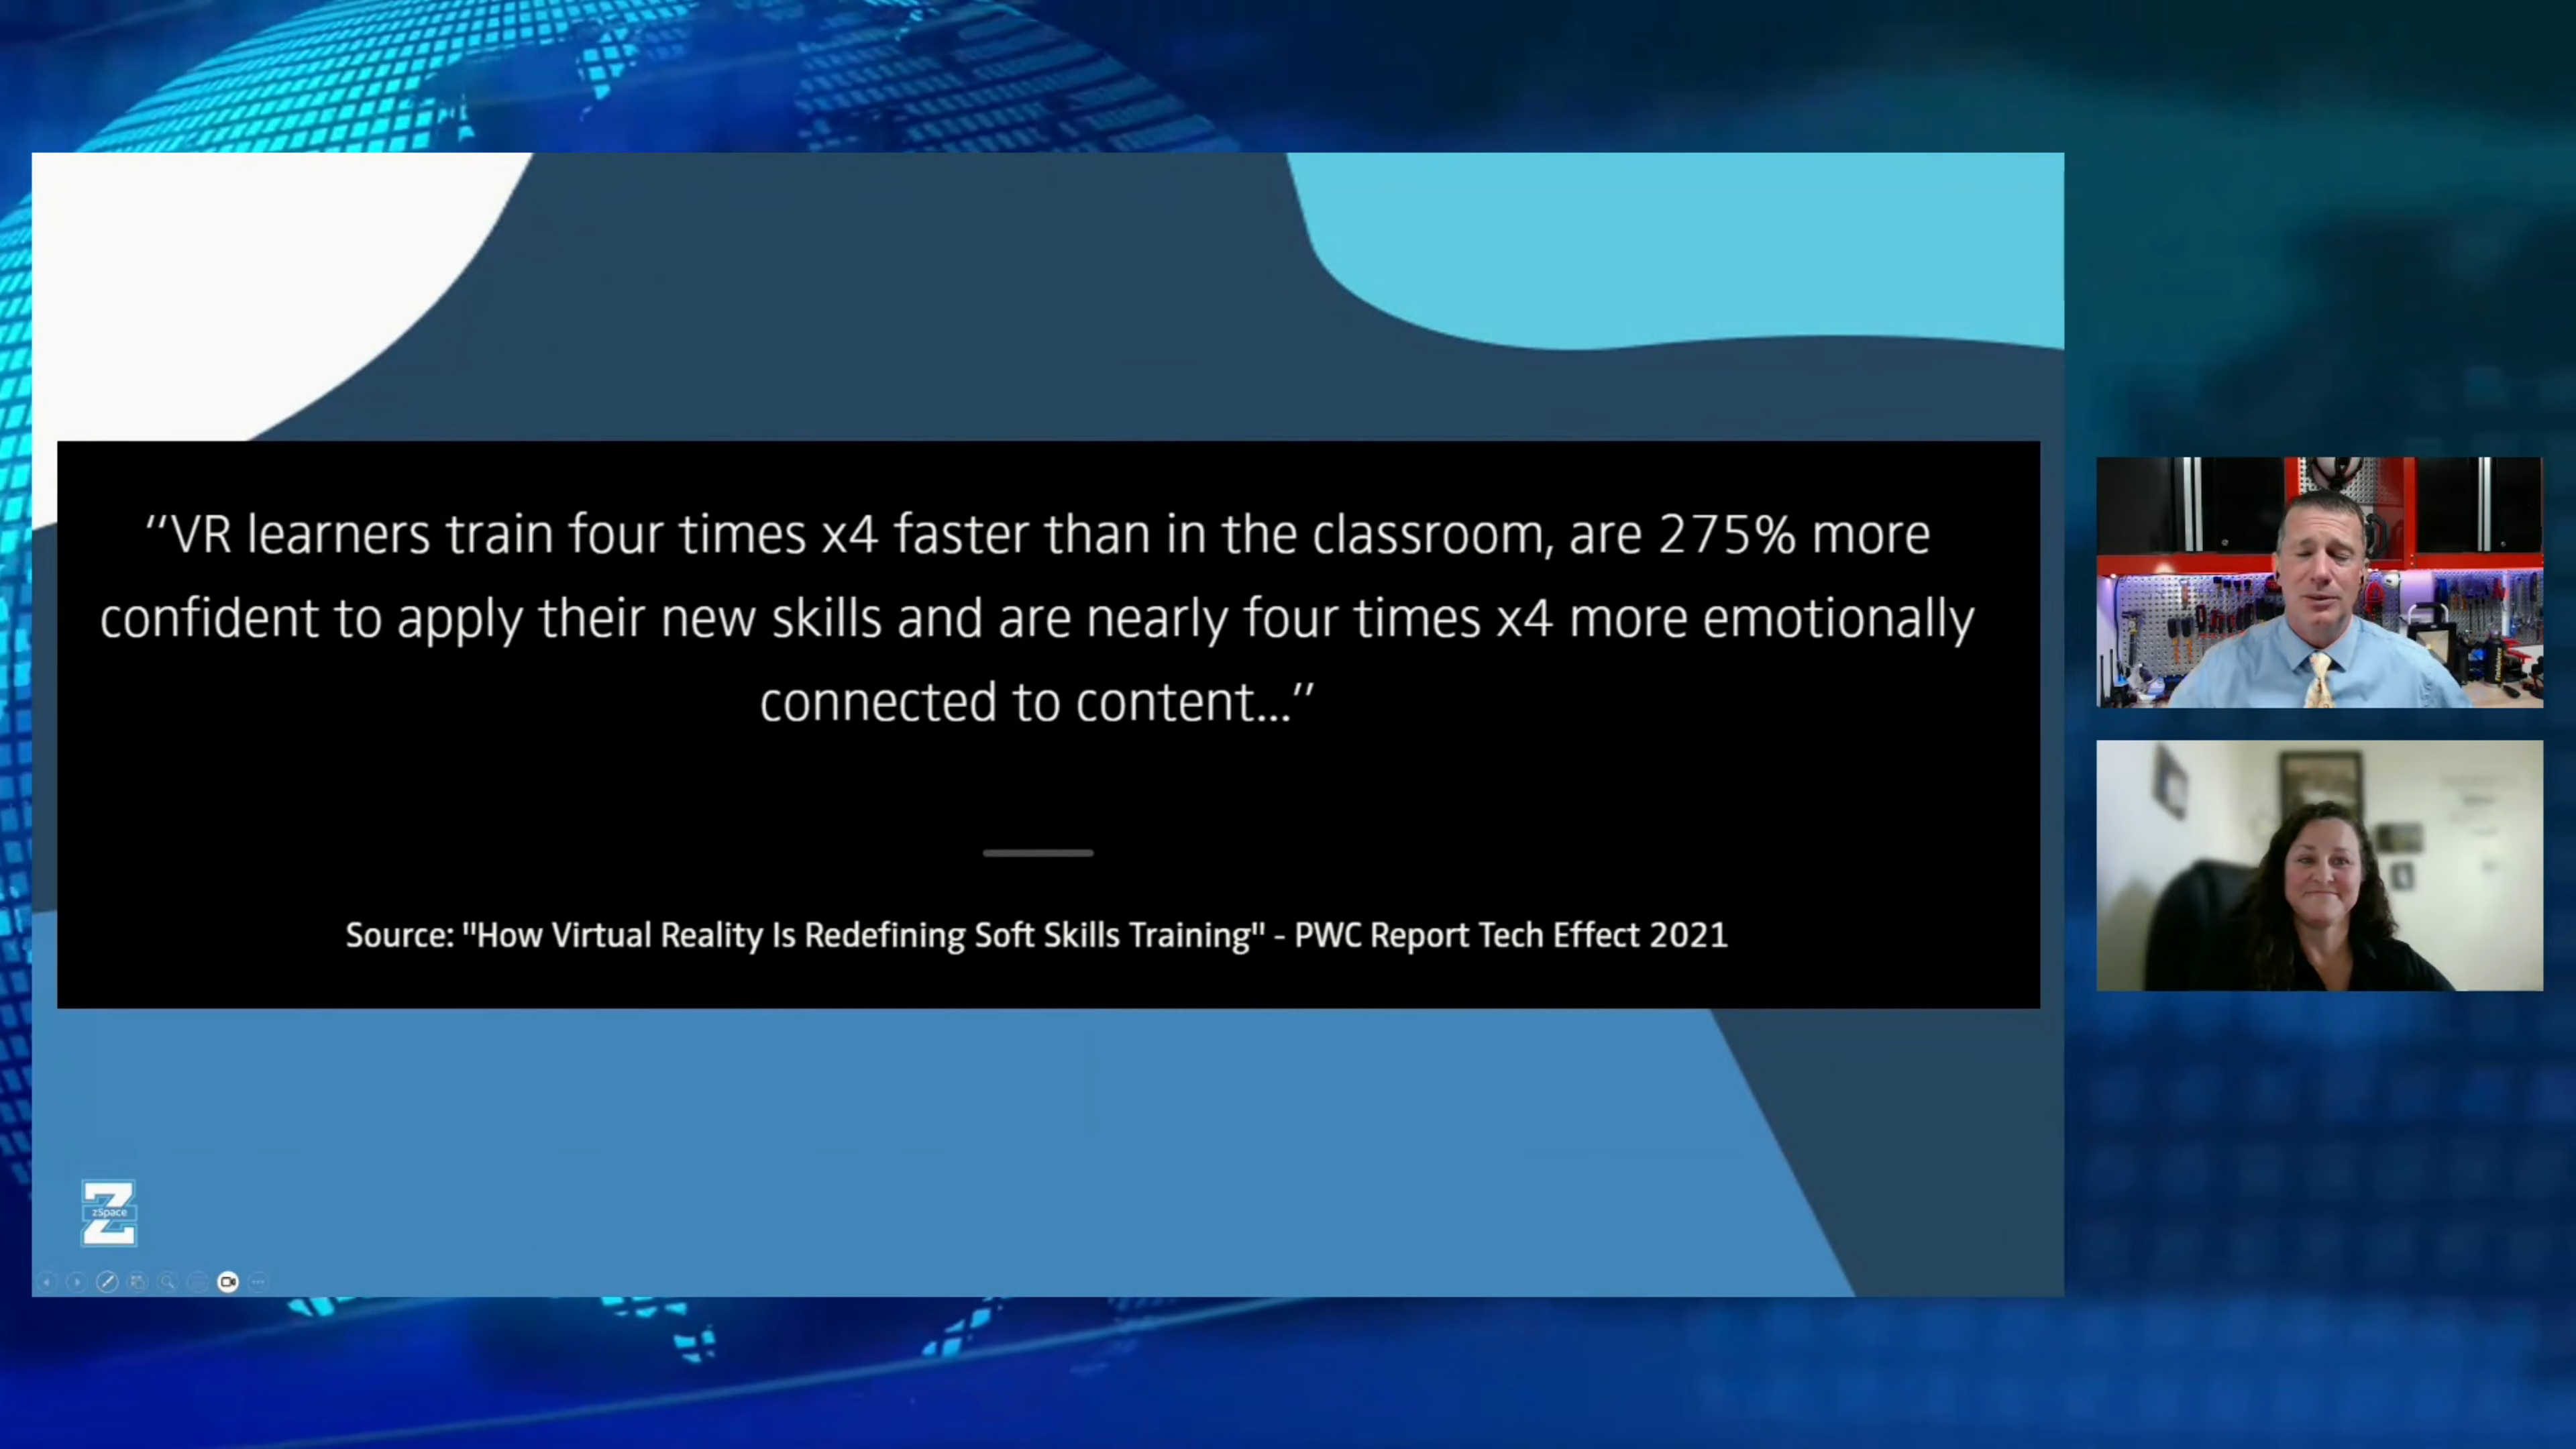 “VR learners train four times x4 faster than in the classroom, are 275% more
confident to apply their new skills and are nearly four times x4 more emotionally
connected to content...”
Source: "How Virtual Reality Is Redefining Soft Skills Training" - PWC Report Tech Effect 2021
Z
zSpace